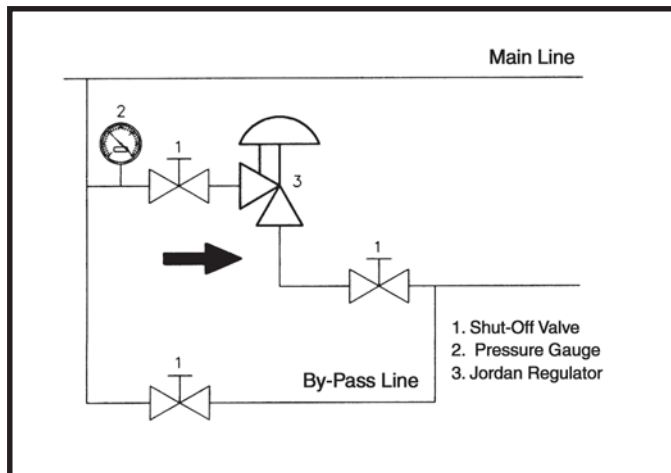 Main Line
2
1
3
1
1. Shut-Off Valve
2. Pressure Gauge
3. Jordan Regulator
1
By-Pass Line